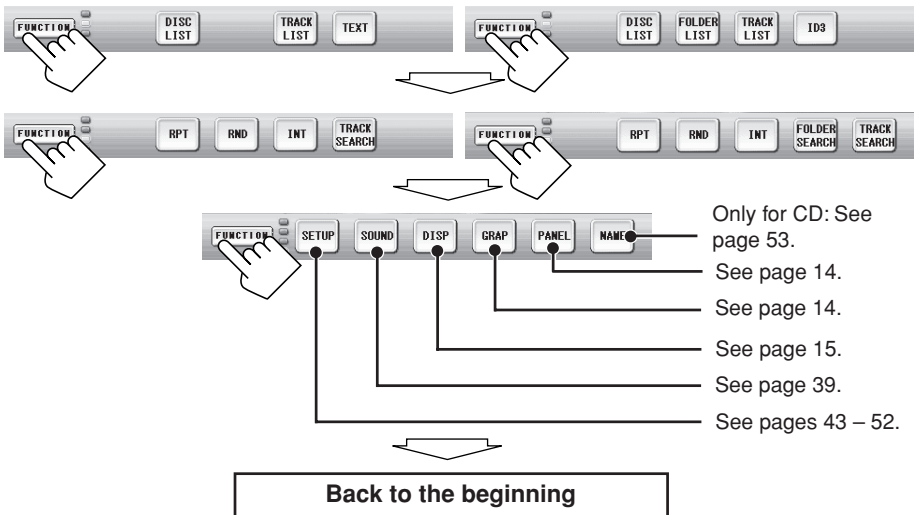 FUNCTION DISC LIST TRACK LIST TEXT
FUNCTION DISC LIST FOLDER LIST TRACK LIST ID3
FUNCTION RPT RND INT TRACK SEARCH
FUNCTION RPT RND INT FOLDER SEARCH TRACK SEARCH
FUNCTION SETUP SOUND DISP GRAP PANEL NAME
Only for CD: See
page 53.
See page 14.
See page 14.
See page 15.
See page 39.
See pages 43 – 52.
Back to the beginning